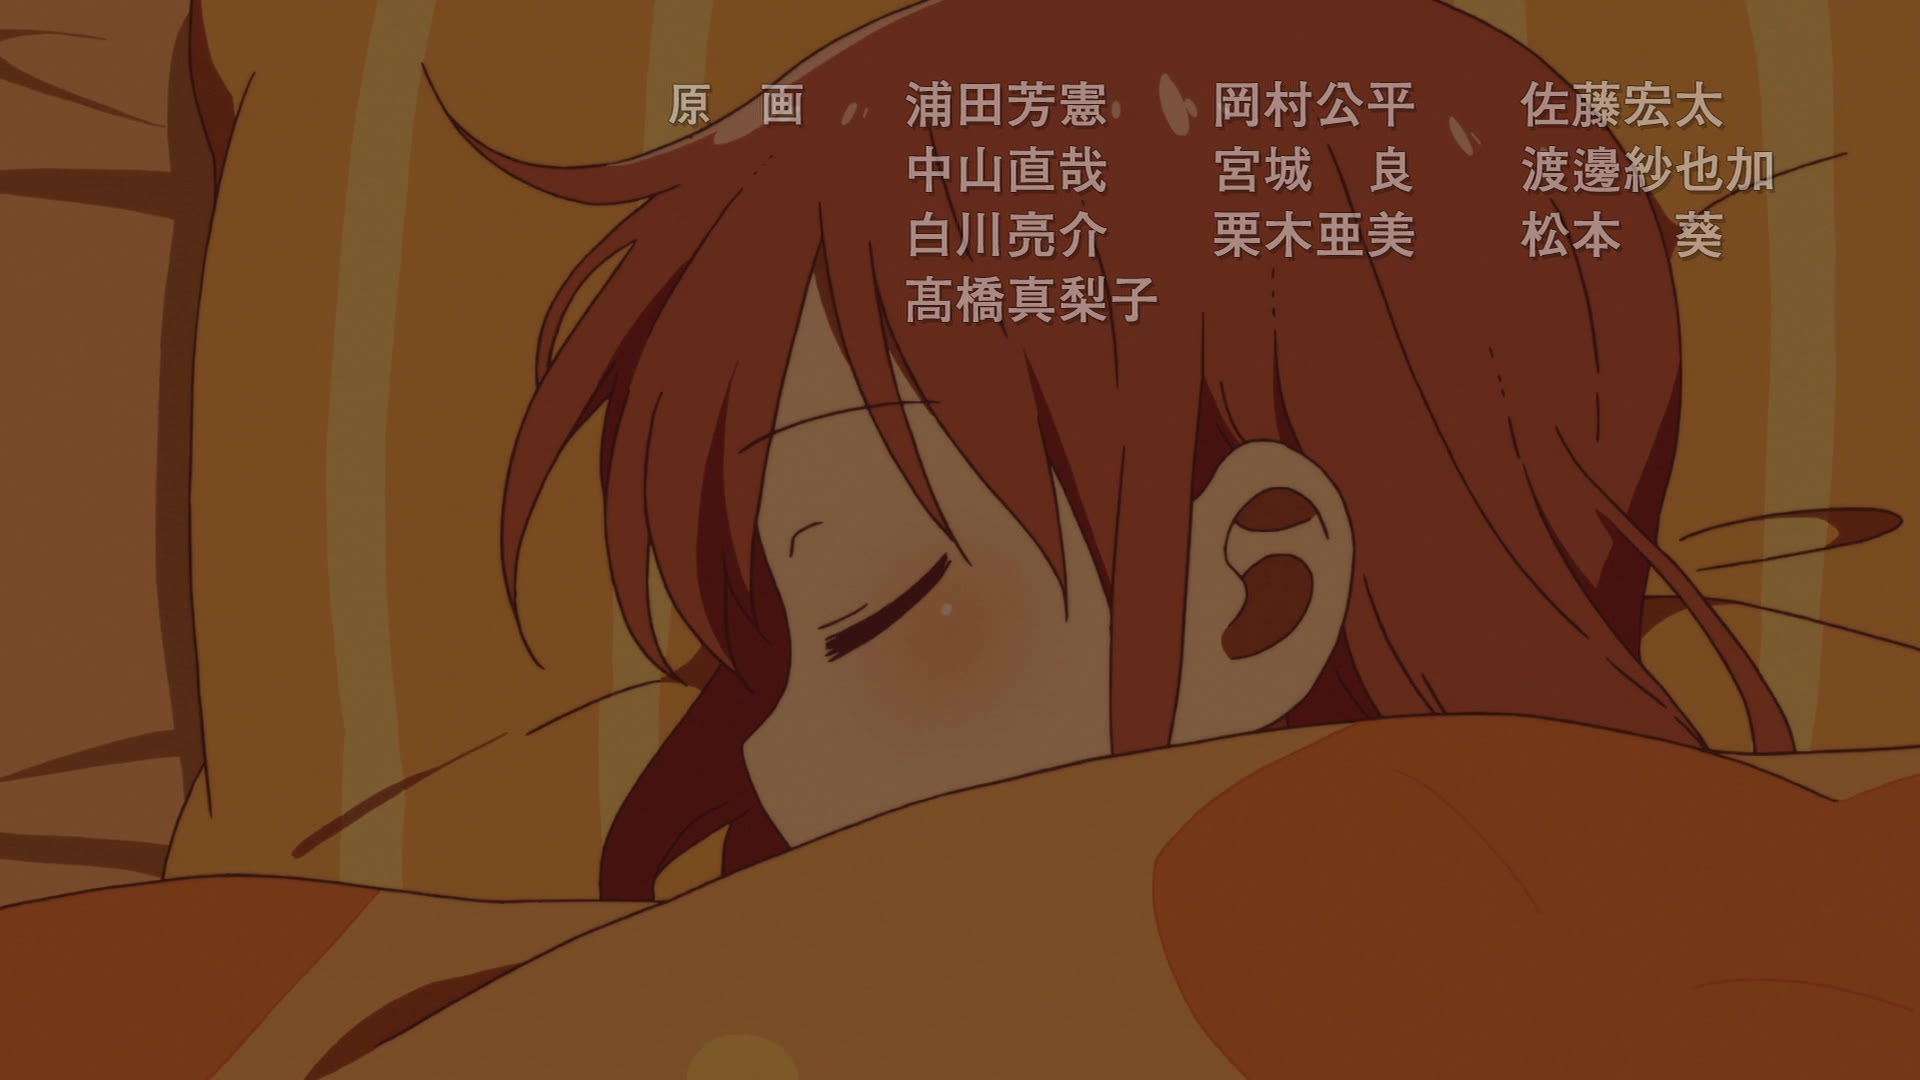 原　画　浦田芳憲　岡村公平　佐藤宏太
中山直哉　宮城　良　渡邊紗也加
白川亮介　栗木亜美　松本　葵
髙橋真梨子